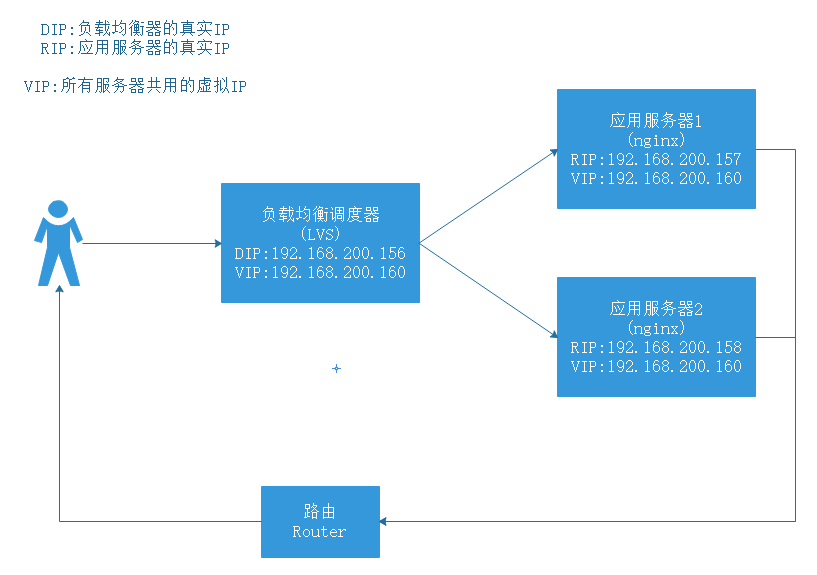 DIP:负载均衡器的真实IP
RIP:应用服务器的真实IP
VIP:所有服务器共用的虚拟IP
应用服务器1
(nginx)
RIP:192.168.200.157
VIP:192.168.200.160
负载均衡调度器
(LVS)
DIP:192.168.200.156
VIP:192.168.200.160
应用服务器2
(nginx)
RIP:192.168.200.158
VIP:192.168.200.160
路由
Router